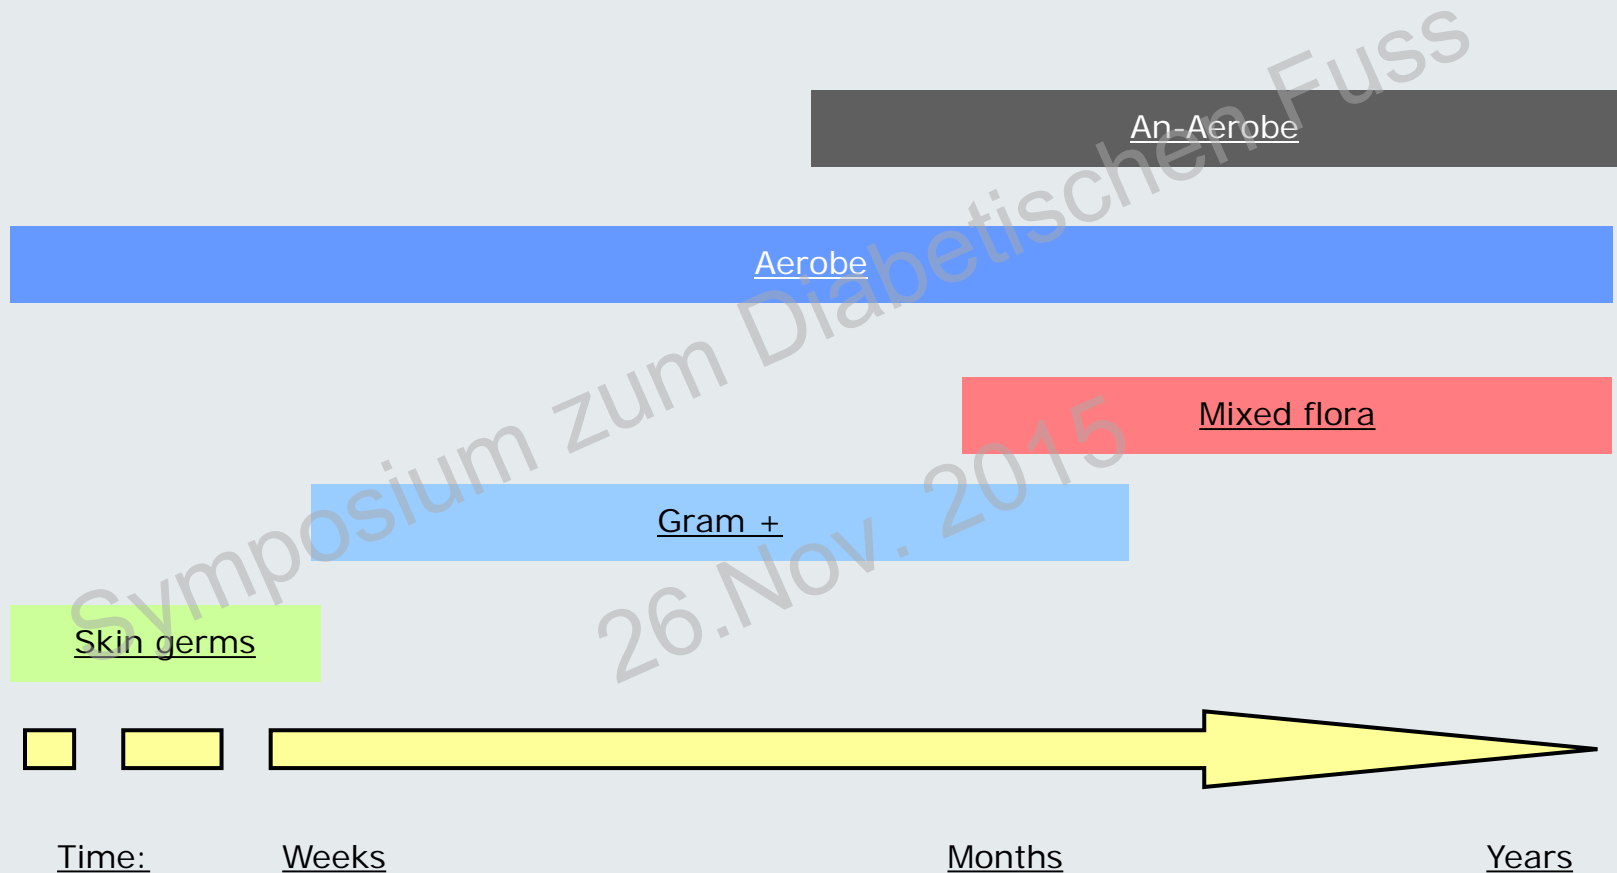 An-Aerobe
Aerobe
Mixed flora
Gram +
Skin germs
Time: Weeks Months Years
Symposium zum Diabetischen Fuss
26.Nov. 2015